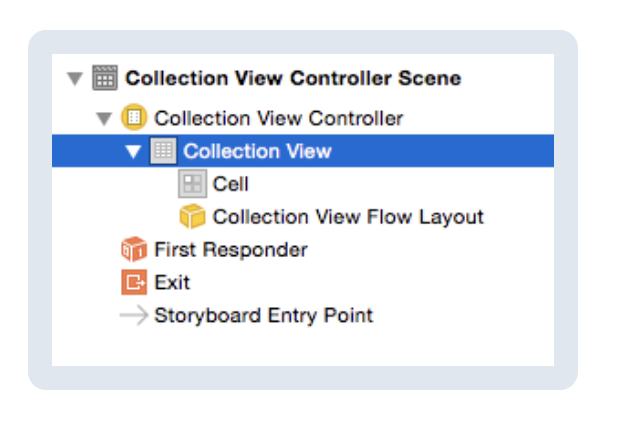 Collection View Controller Scene
Collection View Controller
Collection View
Cell
Collection View Flow Layout
First Responder
Exit
Storyboard Entry Point